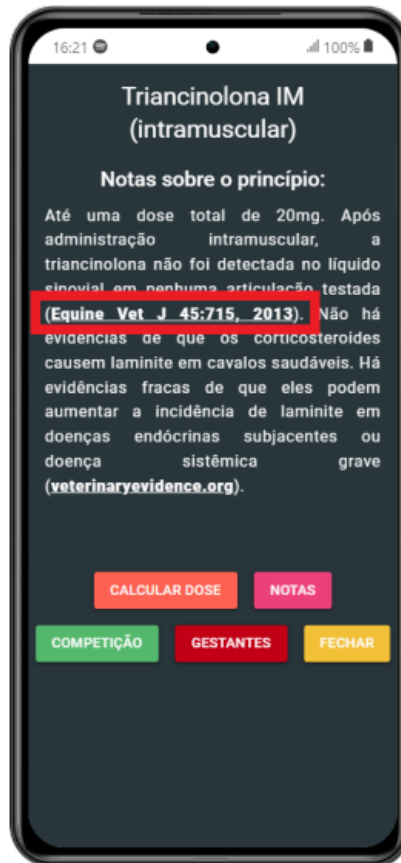 16:21 100%
Triancinolona IM
(intramuscular)
Notas sobre o princípio:
Até uma dose total de 20mg. Após
administração intramuscular, a
triancinolona não foi detectada no líquido
sinovial em nenhuma articulação testada
(Equine Vet J 45:715, 2013). Não há
evidências de que os corticosteroides
causem laminite em cavalos saudáveis. Há
evidências fracas de que eles podem
aumentar a incidência de laminite em
doenças endócrinas subjacentes ou
doença sistêmica grave
(veterinaryevidence.org).
CALCULAR DOSE NOTAS
COMPETIÇÃO GESTANTES FECHAR